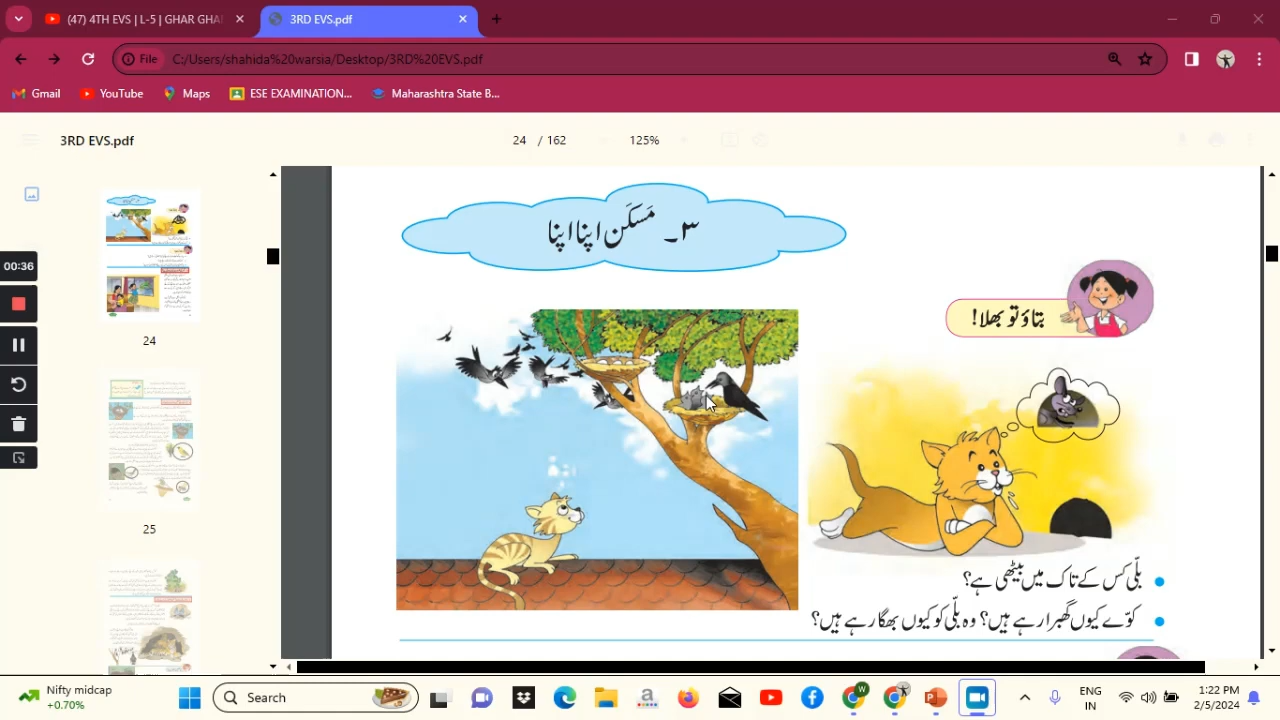 (47) 4TH EVS | L-5 | GHAR GHA
3RD EVS.pdf
File
C:/Users/shahida%20warsia/Desktop/3RD%20EVS.pdf
Gmail
YouTube
Maps
ESE EXAMINATION...
Maharashtra State B...
3RD EVS.pdf
24 / 162
125%
00:36
24
25
۳۔ مَسکَن اپنا اپنا
بتاؤ تو بھلا!
بلّی کس کے تاک میں بیٹھی ہے؟
کوّے کیوں گھبرا رہے ہیں؟ وہ بلّی کو کیوں بھگا رہے ہیں؟
Nifty midcap
+0.70%
Search
ENG
IN
1:22 PM
2/5/2024